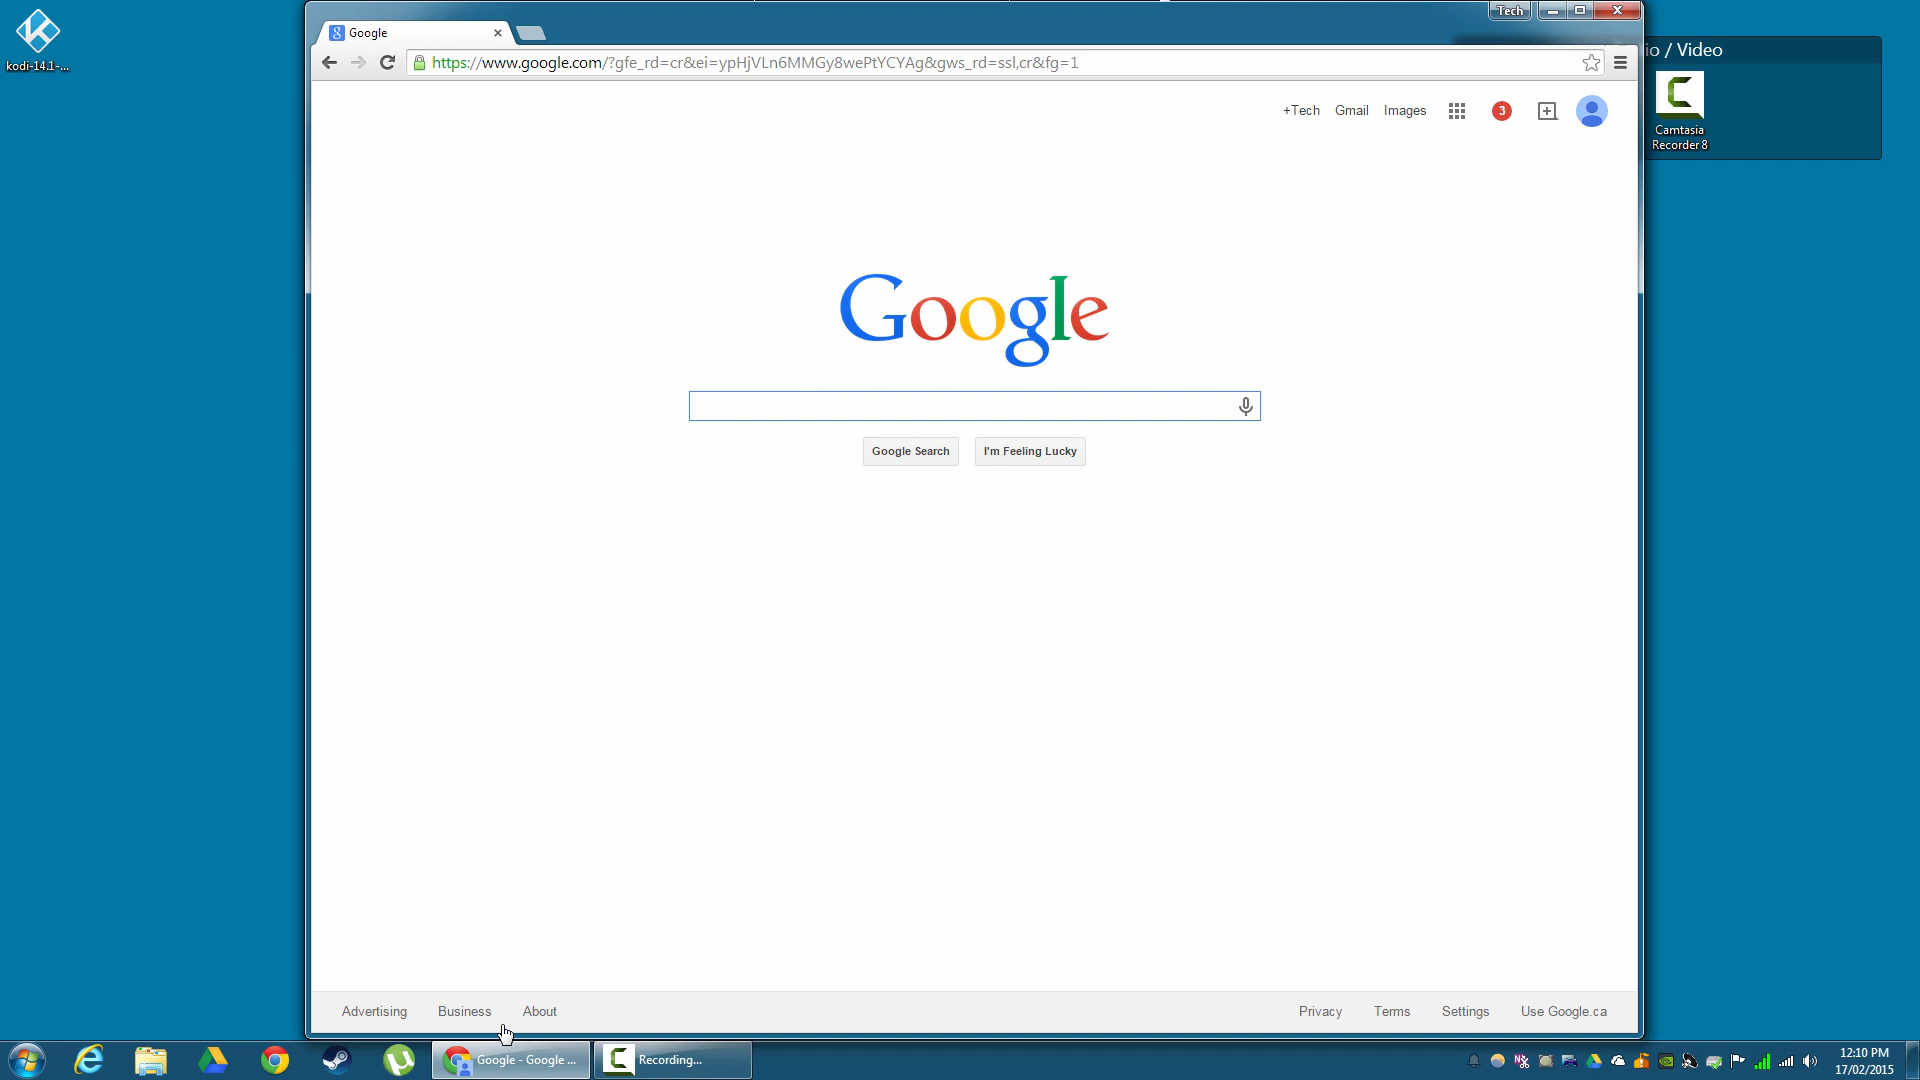 kodi-14.1-...
Tech
Google
https://www.google.com/?gfe_rd=cr&ei=ypHjVLn6MMGy8wePtYCYAg&gws_rd=ssl,cr&fg=1
io / Video
+Tech Gmail Images 3
Camtasia
Recorder 8
Google
Google Search I'm Feeling Lucky
Advertising Business About Privacy Terms Settings Use Google.ca
Google - Google ... Recording...
12:10 PM
17/02/2015